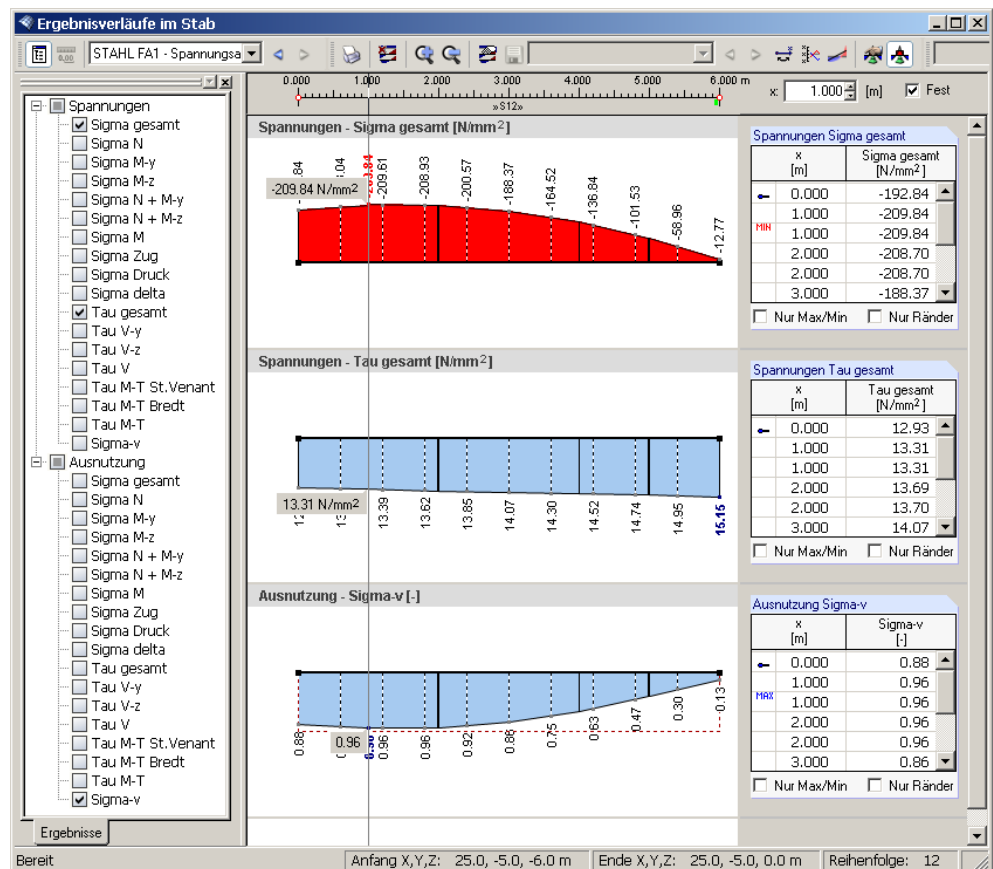 Ergebnisverläufe im Stab
STAHL FA1 - Spannungsa
Spannungen
Sigma gesamt
Sigma N
Sigma M-y
Sigma M-z
Sigma N + M-y
Sigma N + M-z
Sigma M
Sigma Zug
Sigma Druck
Sigma delta
Tau gesamt
Tau V-y
Tau V-z
Tau V
Tau M-T St.Venant
Tau M-T Bredt
Tau M-T
Sigma-v
Ausnutzung
Sigma gesamt
Sigma N
Sigma M-y
Sigma M-z
Sigma N + M-y
Sigma N + M-z
Sigma M
Sigma Zug
Sigma Druck
Sigma delta
Tau gesamt
Tau V-y
Tau V-z
Tau V
Tau M-T St.Venant
Tau M-T Bredt
Tau M-T
Sigma-v
Ergebnisse
0.000 1.000 2.000 3.000 4.000 5.000 6.000 m
»S12»
x: 1.000 [m] Fest
Spannungen - Sigma gesamt [N/mm²]
-209.84 N/mm²
-209.61
-208.93
-200.57
-188.37
-164.52
-136.84
-101.53
-58.96
-12.77
Spannungen Sigma gesamt
x [m] Sigma gesamt [N/mm²]
0.000 -192.84
1.000 -209.84
MIN 1.000 -209.84
2.000 -208.70
2.000 -208.70
3.000 -188.37
Nur Max/Min Nur Ränder
Spannungen - Tau gesamt [N/mm²]
13.31 N/mm²
13.39
13.62
13.85
14.07
14.30
14.52
14.74
14.95
15.15
Spannungen Tau gesamt
x [m] Tau gesamt [N/mm²]
0.000 12.93
1.000 13.31
1.000 13.31
2.000 13.69
2.000 13.70
3.000 14.07
Nur Max/Min Nur Ränder
Ausnutzung - Sigma-v [-]
0.88
0.96
0.96
0.96
0.92
0.86
0.75
0.63
0.47
0.30
0.13
Ausnutzung Sigma-v
x [m] Sigma-v [-]
0.000 0.88
1.000 0.96
MAX 1.000 0.96
2.000 0.96
2.000 0.96
3.000 0.86
Nur Max/Min Nur Ränder
Bereit
Anfang X,Y,Z: 25.0, -5.0, -6.0 m
Ende X,Y,Z: 25.0, -5.0, 0.0 m
Reihenfolge: 12